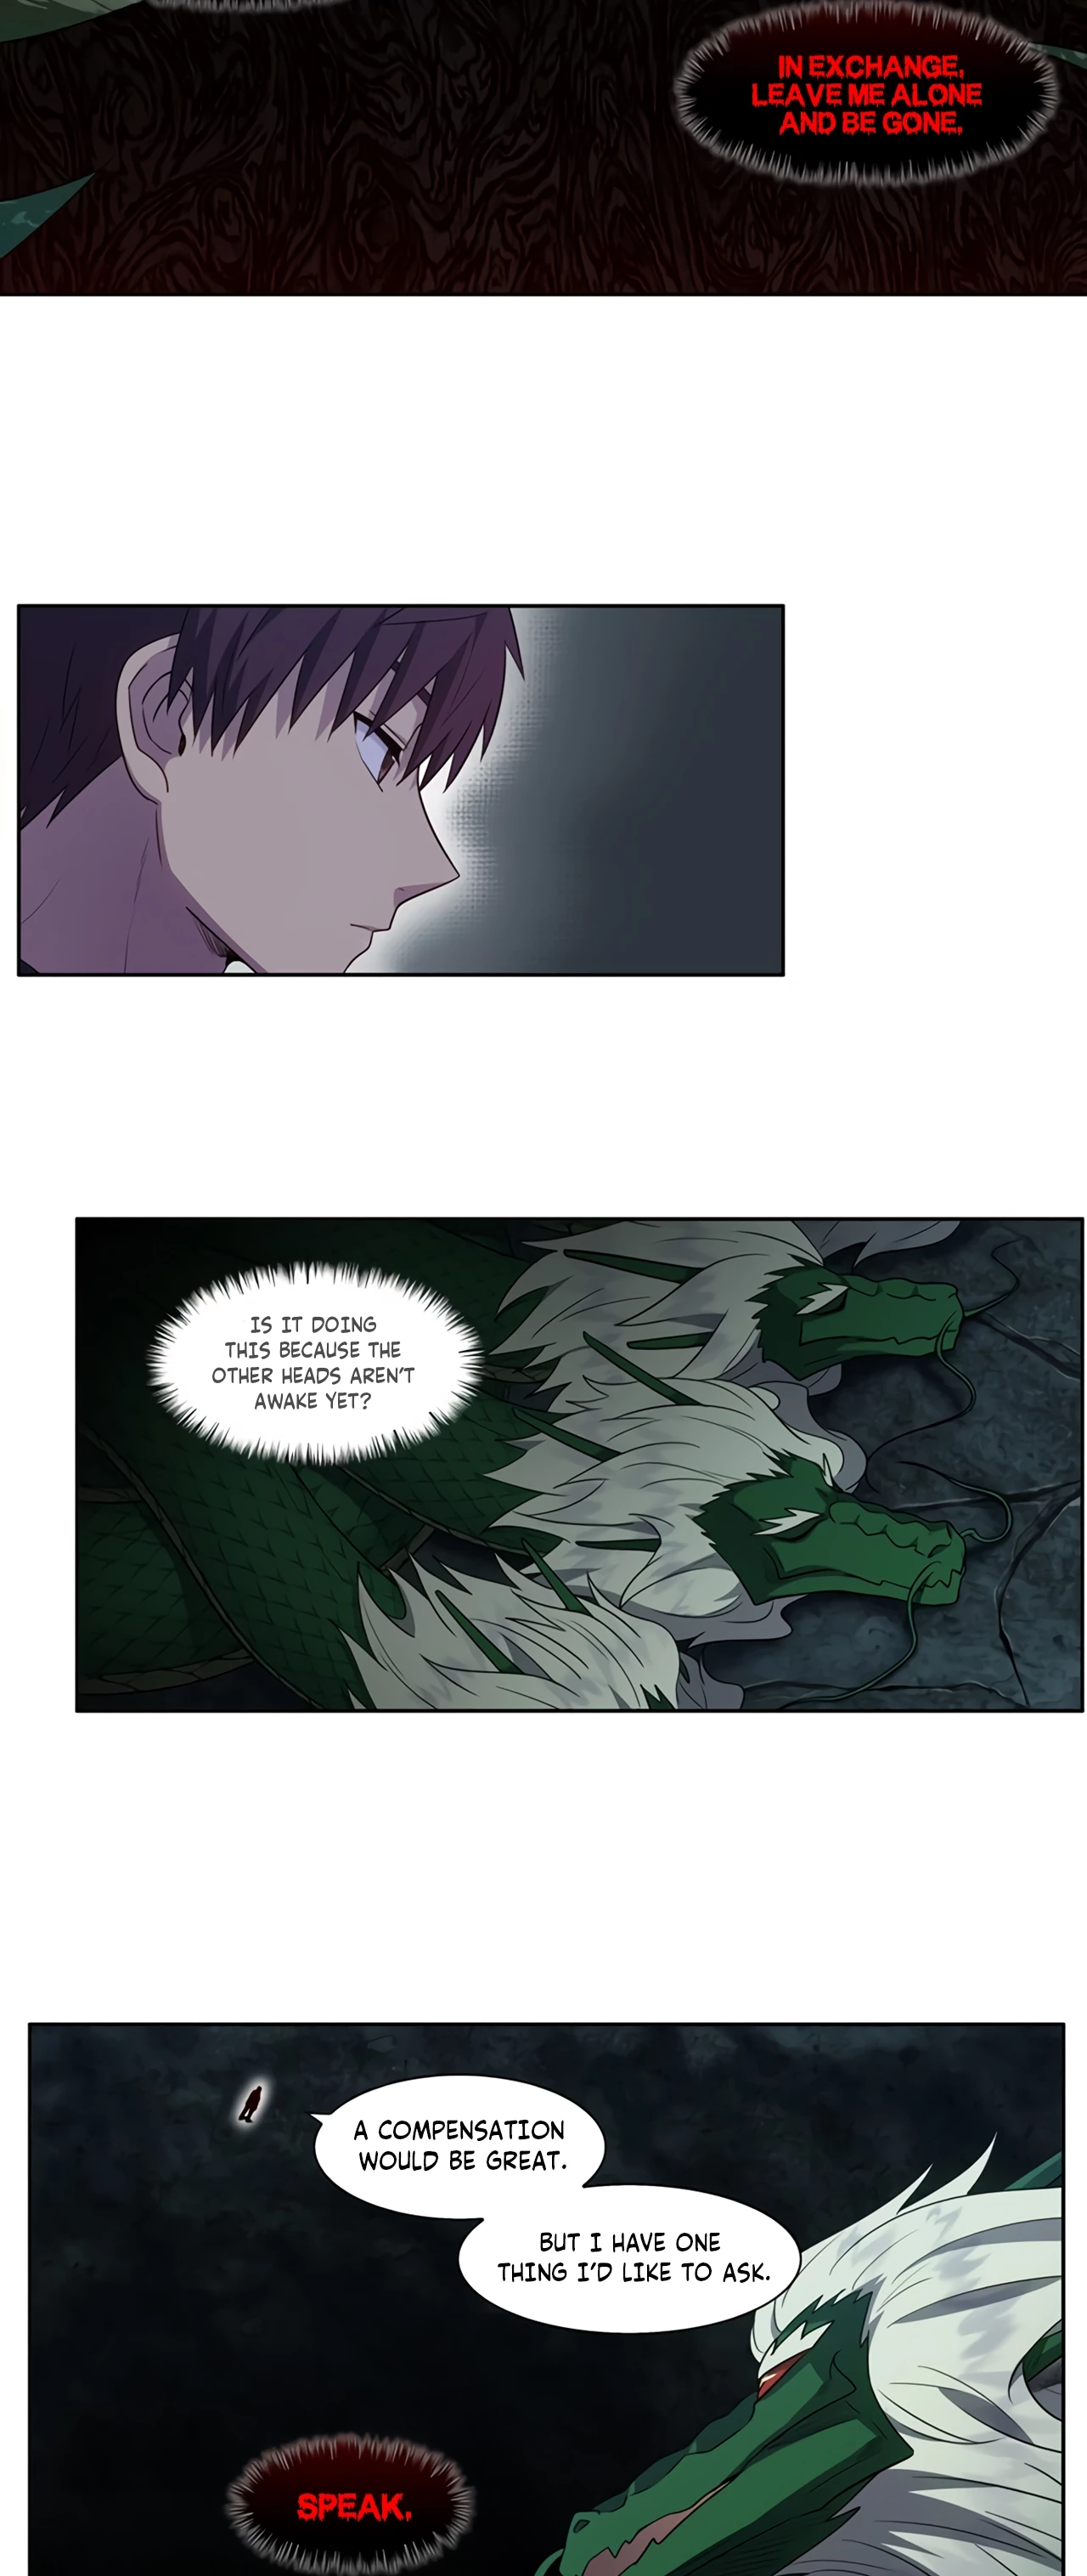 IN EXCHANGE,
LEAVE ME ALONE
AND BE GONE.
IS IT DOING
THIS BECAUSE THE
OTHER HEADS AREN'T
AWAKE YET?
A COMPENSATION
WOULD BE GREAT.
BUT I HAVE ONE
THING I'D LIKE TO ASK.
SPEAK.